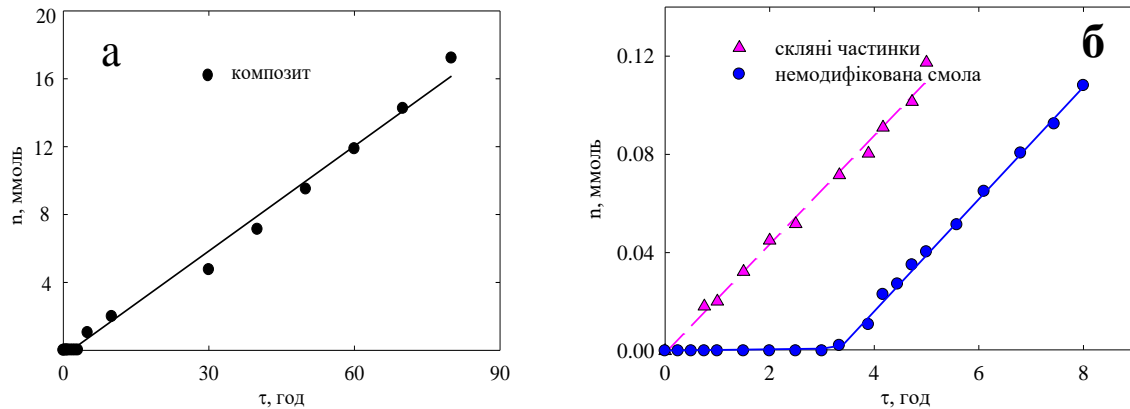 а
композит
20
16
12
8
4
n, ммоль
0
30
60
90
τ, год
б
скляні частинки
немодифікована смола
0.12
0.08
0.04
0.00
n, ммоль
0
2
4
6
8
τ, год